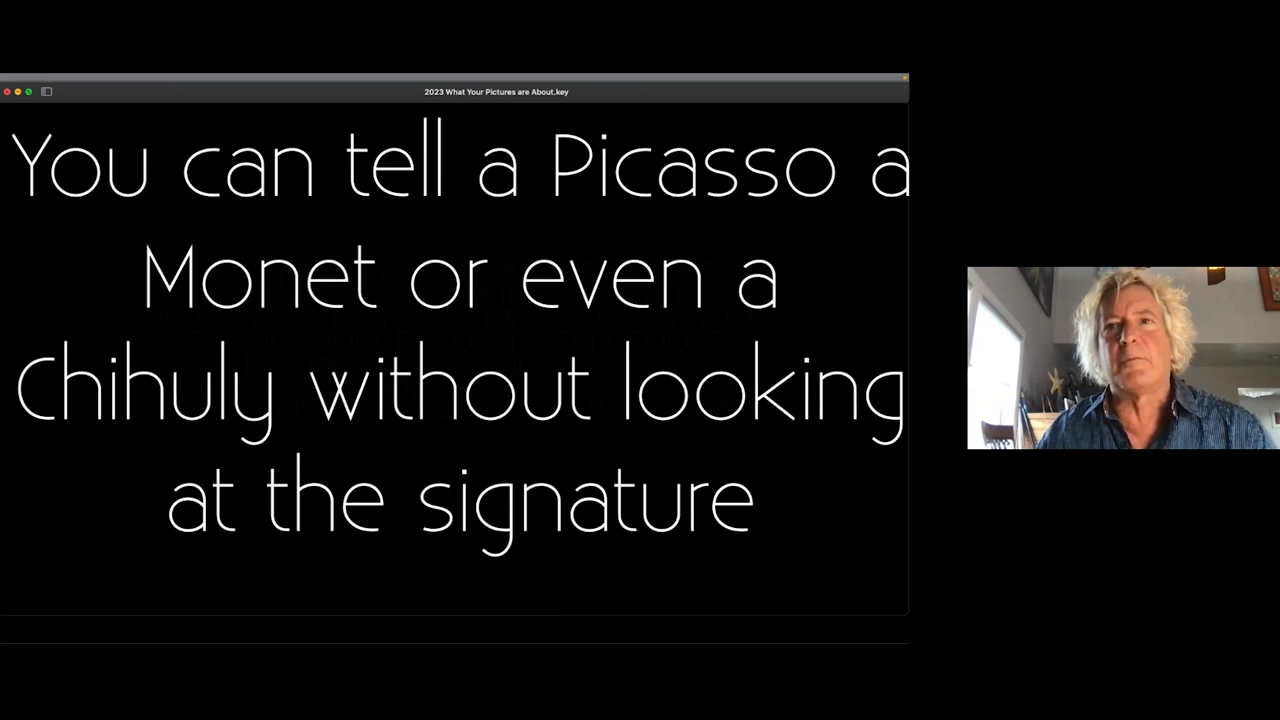 2023 What Your Pictures are About.key
You can tell a Picasso a
Monet or even a
Chihuly without looking
at the signature